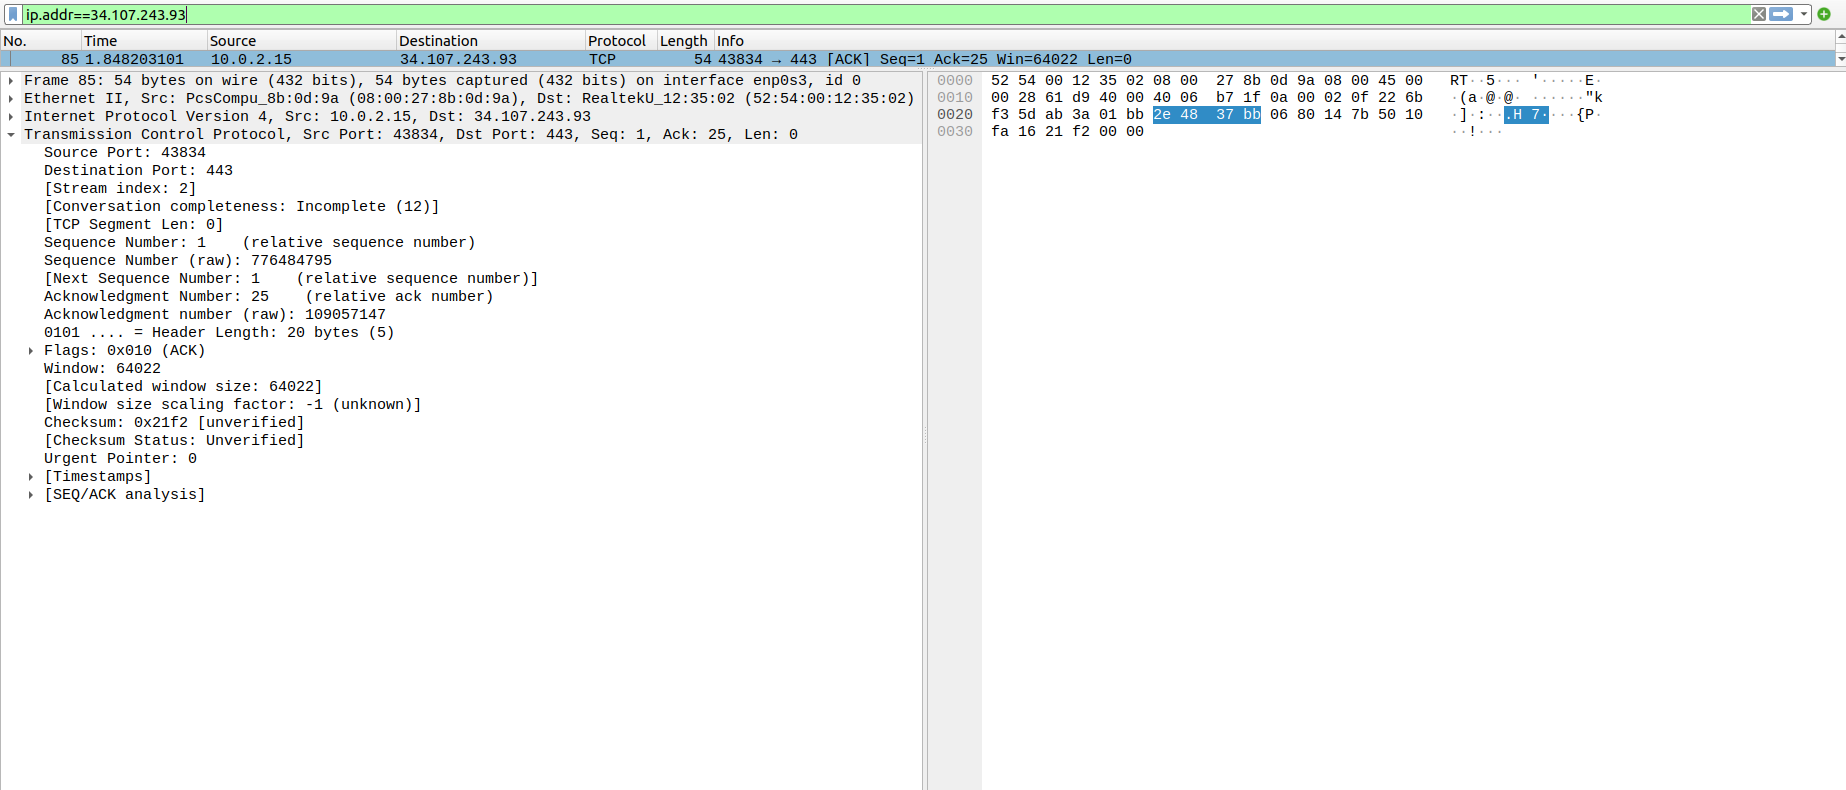 ip.addr==34.107.243.93
No. Time Source Destination Protocol Length Info
85 1.848203101 10.0.2.15 34.107.243.93 TCP 54 43834 → 443 [ACK] Seq=1 Ack=25 Win=64022 Len=0
Frame 85: 54 bytes on wire (432 bits), 54 bytes captured (432 bits) on interface enp0s3, id 0
Ethernet II, Src: PcsCompu_8b:0d:9a (08:00:27:8b:0d:9a), Dst: RealtekU_12:35:02 (52:54:00:12:35:02)
Internet Protocol Version 4, Src: 10.0.2.15, Dst: 34.107.243.93
Transmission Control Protocol, Src Port: 43834, Dst Port: 443, Seq: 1, Ack: 25, Len: 0
Source Port: 43834
Destination Port: 443
[Stream index: 2]
[Conversation completeness: Incomplete (12)]
[TCP Segment Len: 0]
Sequence Number: 1    (relative sequence number)
Sequence Number (raw): 776484795
[Next Sequence Number: 1    (relative sequence number)]
Acknowledgment Number: 25    (relative ack number)
Acknowledgment number (raw): 109057147
0101 .... = Header Length: 20 bytes (5)
Flags: 0x010 (ACK)
Window: 64022
[Calculated window size: 64022]
[Window size scaling factor: -1 (unknown)]
Checksum: 0x21f2 [unverified]
[Checksum Status: Unverified]
Urgent Pointer: 0
[Timestamps]
[SEQ/ACK analysis]
0000 52 54 00 12 35 02 08 00 27 8b 0d 9a 08 00 45 00 RT··5··· '·····E·
0010 00 28 61 d9 40 00 40 06 b7 1f 0a 00 02 0f 22 6b ·(a·@·@· ······"k
0020 f3 5d ab 3a 01 bb 2e 48 37 bb 06 80 14 7b 50 10 ·]·:··.H 7····{P·
0030 fa 16 21 f2 00 00 ··!···